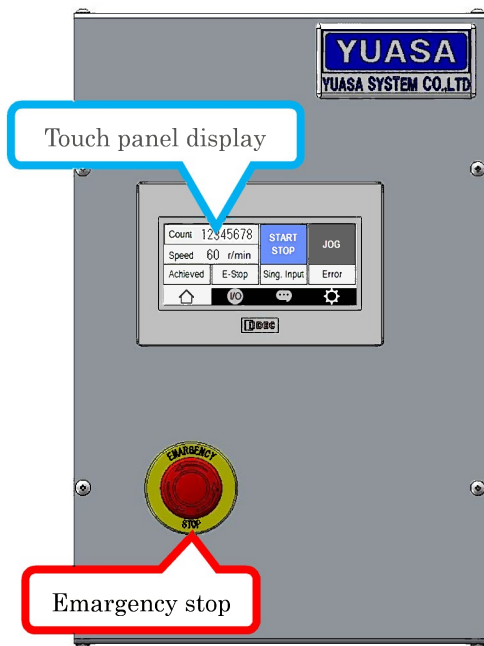 YUASA
YUASA SYSTEM CO.,LTD
Touch panel display
Count 12345678
START
STOP
JOG
Speed 60 r/min
Achieved E-Stop Sing. Input Error
I/O
IDEC
EMARGENCY
STOP
Emargency stop